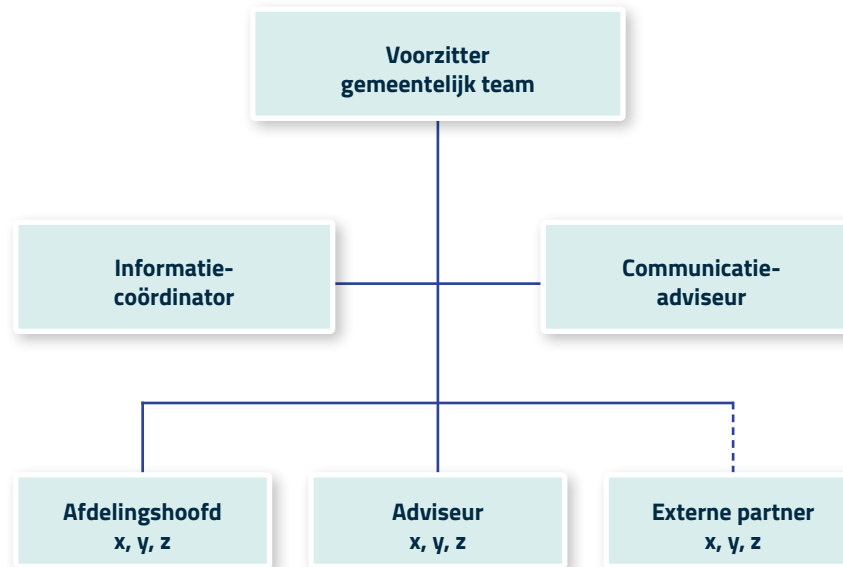 Voorzitter
gemeentelijk team
Informatie-
coördinator
Communicatie-
adviseur
Afdelingshoofd
x, y, z
Adviseur
x, y, z
Externe partner
x, y, z